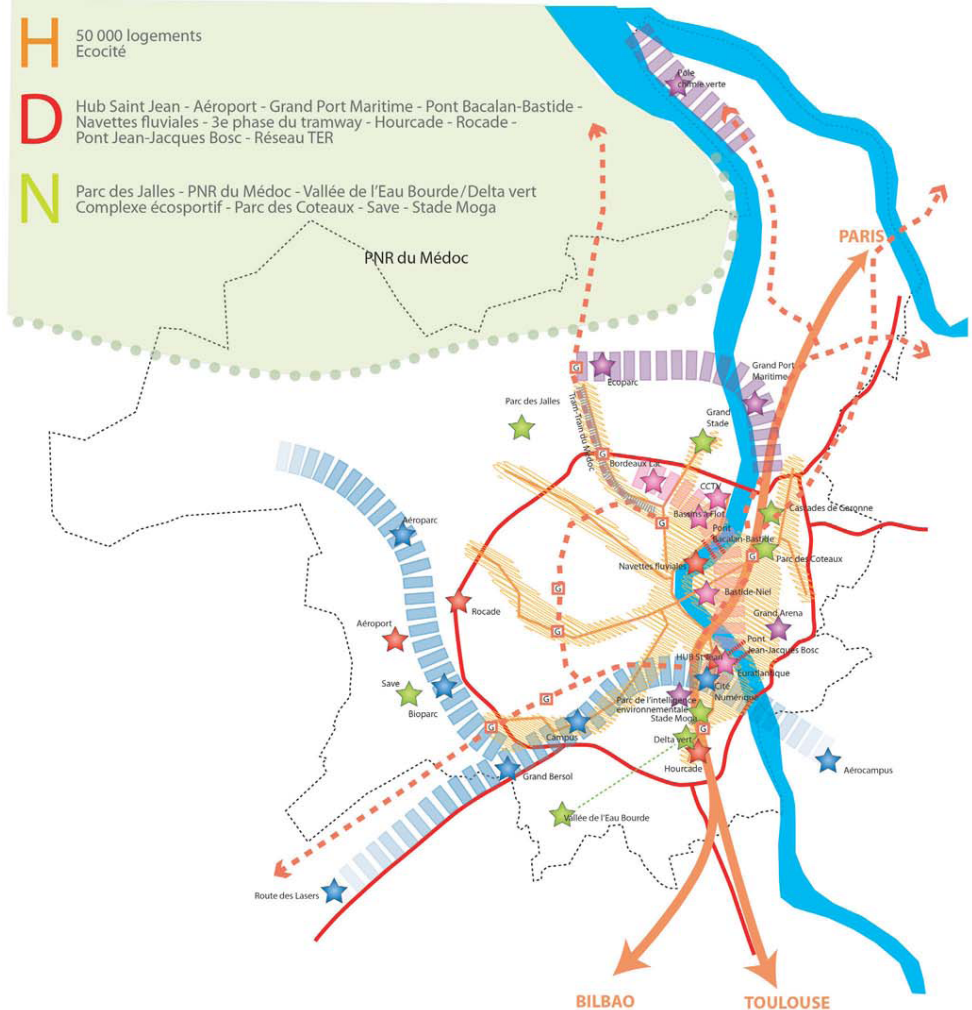 H
50 000 logements
Ecocité
D
Hub Saint Jean - Aéroport - Grand Port Maritime - Pont Bacalan-Bastide -
Navettes fluviales - 3e phase du tramway - Hourcade - Rocade -
Pont Jean-Jacques Bosc - Réseau TER
N
Parc des Jalles - PNR du Médoc - Vallée de l'Eau Bourde/Delta vert
Complexe écosportif - Parc des Coteaux - Save - Stade Moga
Pôle
chimie verte
PARIS
PNR du Médoc
G
Ecoparc
Grand Port
Maritime
Parc des Jalles
Tram-Train du Médoc
Grand
Stade
G
Bordeaux Lac
CCTV
Cascades de Garonne
Aéroparc
Bassins à Flot
G
Pont
Bacalan-Bastide
G
Parc des Coteaux
Navettes fluviales
G
Bastide-Niel
Rocade
Grand Arena
Aéroport
G
Pont
Jean-Jacques Bosc
HUB St Jean
Euratlantique
Save
Cité
Numérique
Bioparc
G
Parc de l'intelligence
environnementale
Stade Moga
G
Campus
G
Delta vert
Hourcade
Aérocampus
Grand Bersol
Vallée de l'Eau Bourde
Route des Lasers
BILBAO
TOULOUSE